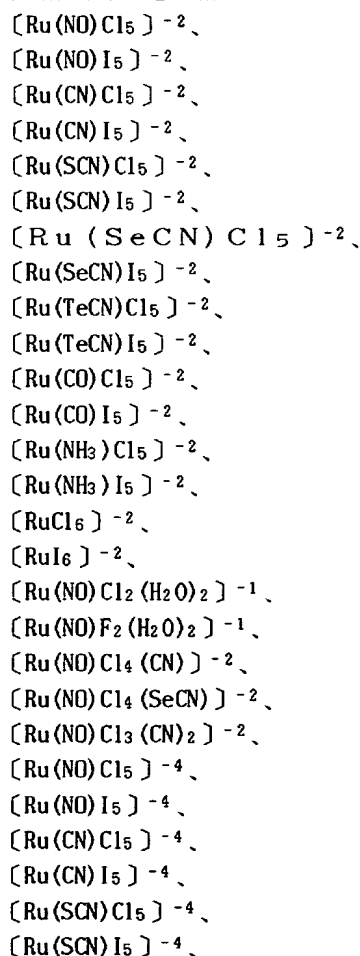 〔Ru(NO)Cl₅〕⁻²、
〔Ru(NO)I₅〕⁻²、
〔Ru(CN)Cl₅〕⁻²、
〔Ru(CN)I₅〕⁻²、
〔Ru(SCN)Cl₅〕⁻²、
〔Ru(SCN)I₅〕⁻²、
〔Ru(SeCN)Cl5〕⁻²、
〔Ru(SeCN)I₅〕⁻²、
〔Ru(TeCN)Cl₅〕⁻²、
〔Ru(TeCN)I₅〕⁻²、
〔Ru(CO)Cl₅〕⁻²、
〔Ru(CO)I₅〕⁻²、
〔Ru(NH₃)Cl₅〕⁻²、
〔Ru(NH₃)I₅〕⁻²、
〔RuCl₆〕⁻²、
〔RuI₆〕⁻²、
〔Ru(NO)Cl₂(H₂O)₂〕⁻¹、
〔Ru(NO)F₂(H₂O)₂〕⁻¹、
〔Ru(NO)Cl₄(CN)〕⁻²、
〔Ru(NO)Cl₄(SeCN)〕⁻²、
〔Ru(NO)Cl₃(CN)₂〕⁻²、
〔Ru(NO)Cl₅〕⁻⁴、
〔Ru(NO)I₅〕⁻⁴、
〔Ru(CN)Cl₅〕⁻⁴、
〔Ru(CN)I₅〕⁻⁴、
〔Ru(SCN)Cl₅〕⁻⁴、
〔Ru(SCN)I₅〕⁻⁴、